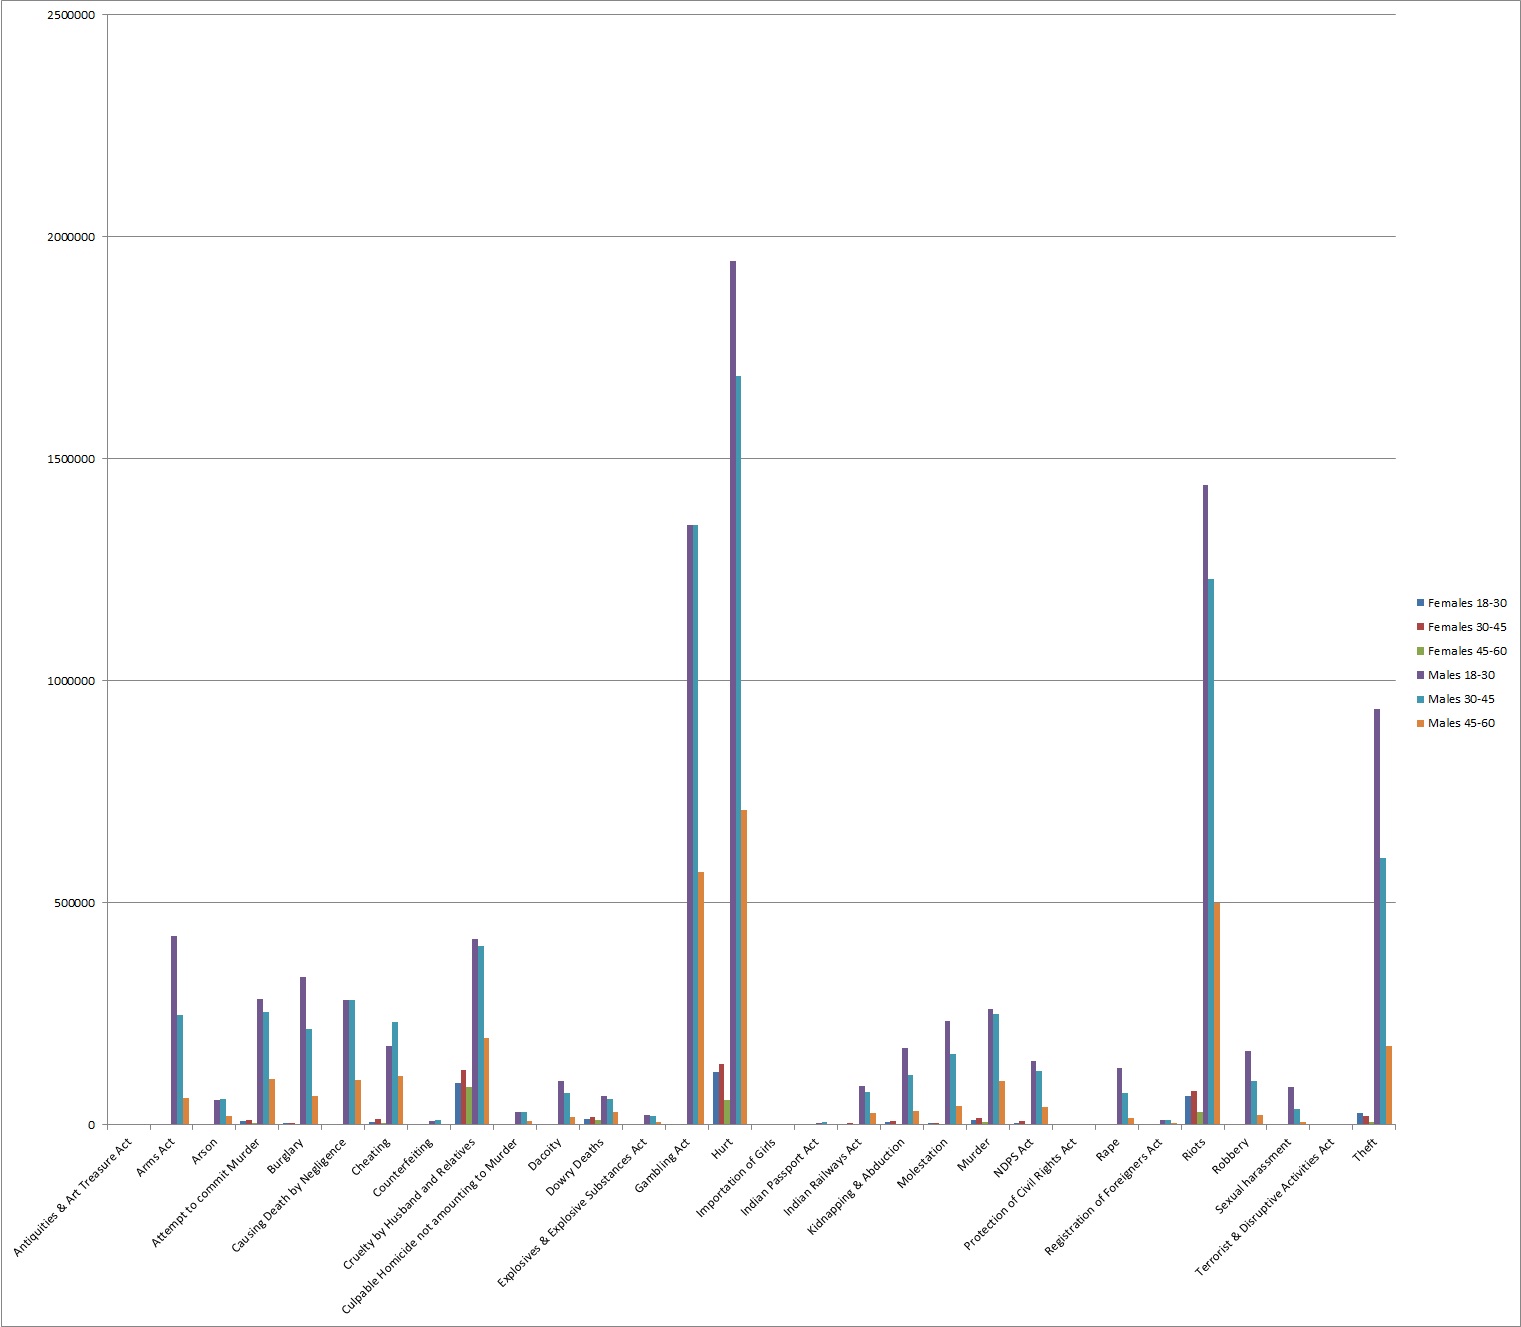 2500000
2000000
1500000
1000000
500000
0
Antiquities & Art Treasure Act
Arms Act
Arson
Attempt to commit Murder
Burglary
Causing Death by Negligence
Cheating
Counterfeiting
Cruelty by Husband and Relatives
Culpable Homicide not amounting to Murder
Dacoity
Dowry Deaths
Explosives & Explosive Substances Act
Gambling Act
Hurt
Importation of Girls
Indian Passport Act
Indian Railways Act
Kidnapping & Abduction
Molestation
Murder
NDPS Act
Protection of Civil Rights Act
Rape
Registration of Foreigners Act
Riots
Robbery
Sexual harassment
Terrorist & Disruptive Activities Act
Theft
Females 18-30
Females 30-45
Females 45-60
Males 18-30
Males 30-45
Males 45-60